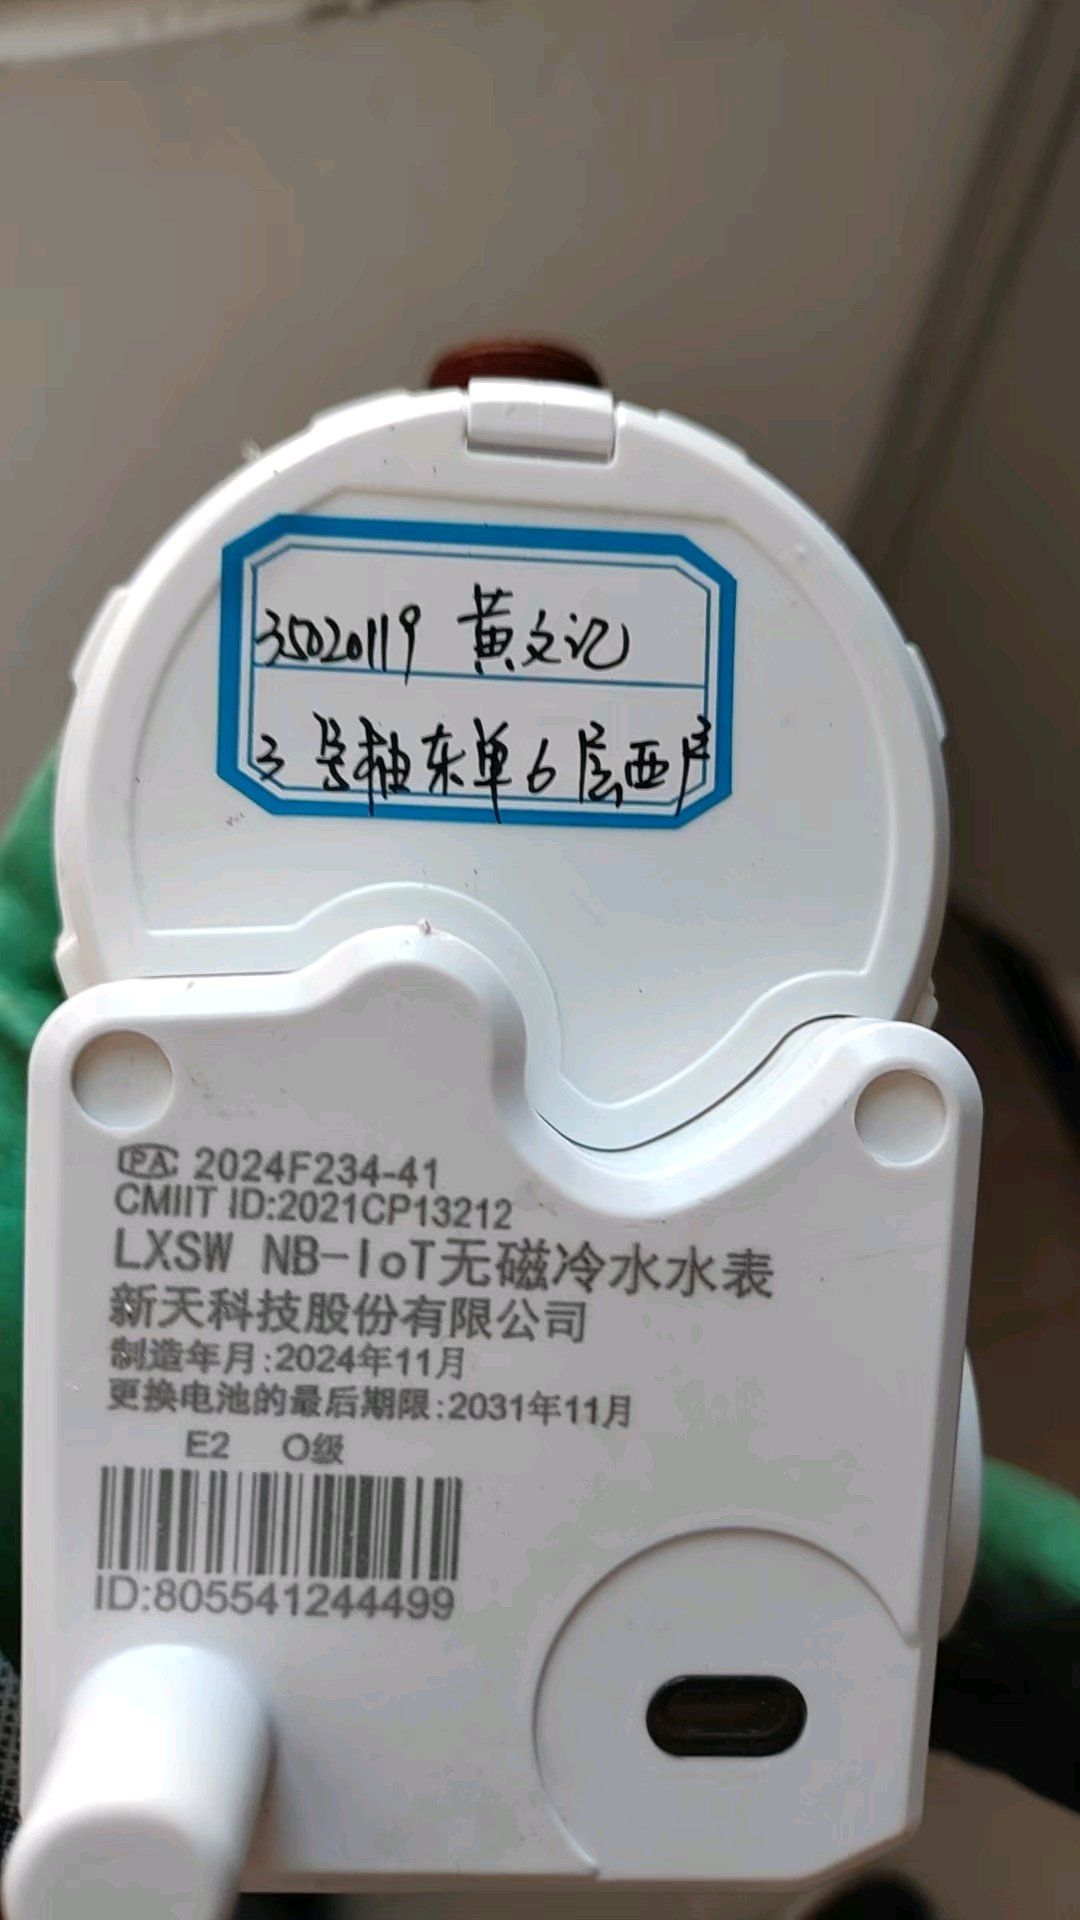 35020119 黄文记
3号楼东单6层西户
PA 2024F234-41
CMIIT ID:2021CP13212
LXSW NB-IoT无磁冷水水表
新天科技股份有限公司
制造年月:2024年11月
更换电池的最后期限:2031年11月
E2 O级
ID:805541244499